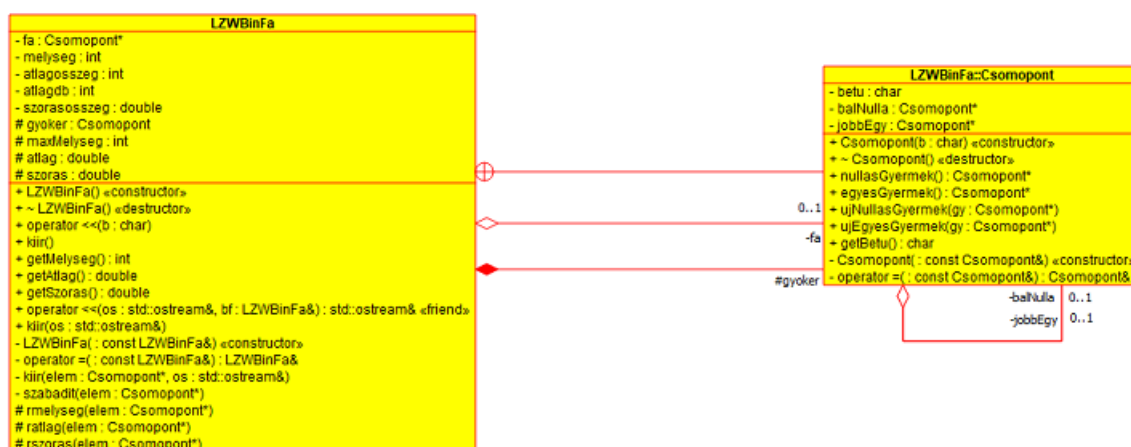 LZWBinFa
- fa : Csomopont*
- melyseg : int
- atlagosszeg : int
- atlagdb : int
- szorasosszeg : double
# gyoker : Csomopont
# maxMelyseg : int
# atlag : double
# szoras : double
+ LZWBinFa() «constructor»
+ ~ LZWBinFa() «destructor»
+ operator <<(b : char)
+ kiir()
+ getMelyseg() : int
+ getAtlag() : double
+ getSzoras() : double
+ operator <<(os : std::ostream&, bf : LZWBinFa&) : std::ostream& «friend»
+ kiir(os : std::ostream&)
- LZWBinFa( : const LZWBinFa&) «constructor»
- operator =( : const LZWBinFa&) : LZWBinFa&
- kiir(elem : Csomopont*, os : std::ostream&)
- szabadit(elem : Csomopont*)
# rmelyseg(elem : Csomopont*)
# ratlag(elem : Csomopont*)
# rszoras(elem : Csomopont*)
0..1
-fa
#gyoker
LZWBinFa::Csomopont
- betu : char
- balNulla : Csomopont*
- jobbEgy : Csomopont*
+ Csomopont(b : char) «constructor»
+ ~ Csomopont() «destructor»
+ nullasGyermek() : Csomopont*
+ egyesGyermek() : Csomopont*
+ ujNullasGyermek(gy : Csomopont*)
+ ujEgyesGyermek(gy : Csomopont*)
+ getBetu() : char
- Csomopont( : const Csomopont&) «constructor»
- operator =( : const Csomopont&) : Csomopont&
-balNulla 0..1
-jobbEgy 0..1